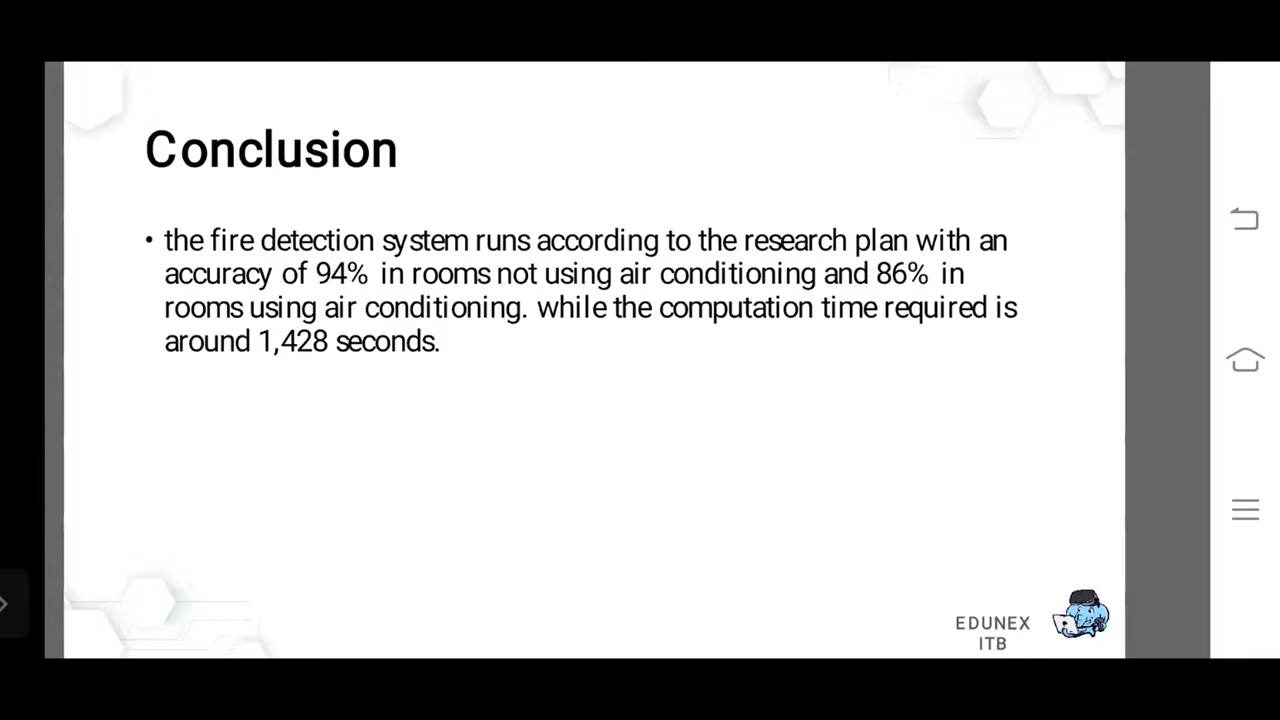 Conclusion
• the fire detection system runs according to the research plan with an
accuracy of 94% in rooms not using air conditioning and 86% in
rooms using air conditioning. while the computation time required is
around 1,428 seconds.
EDUNEX
ITB